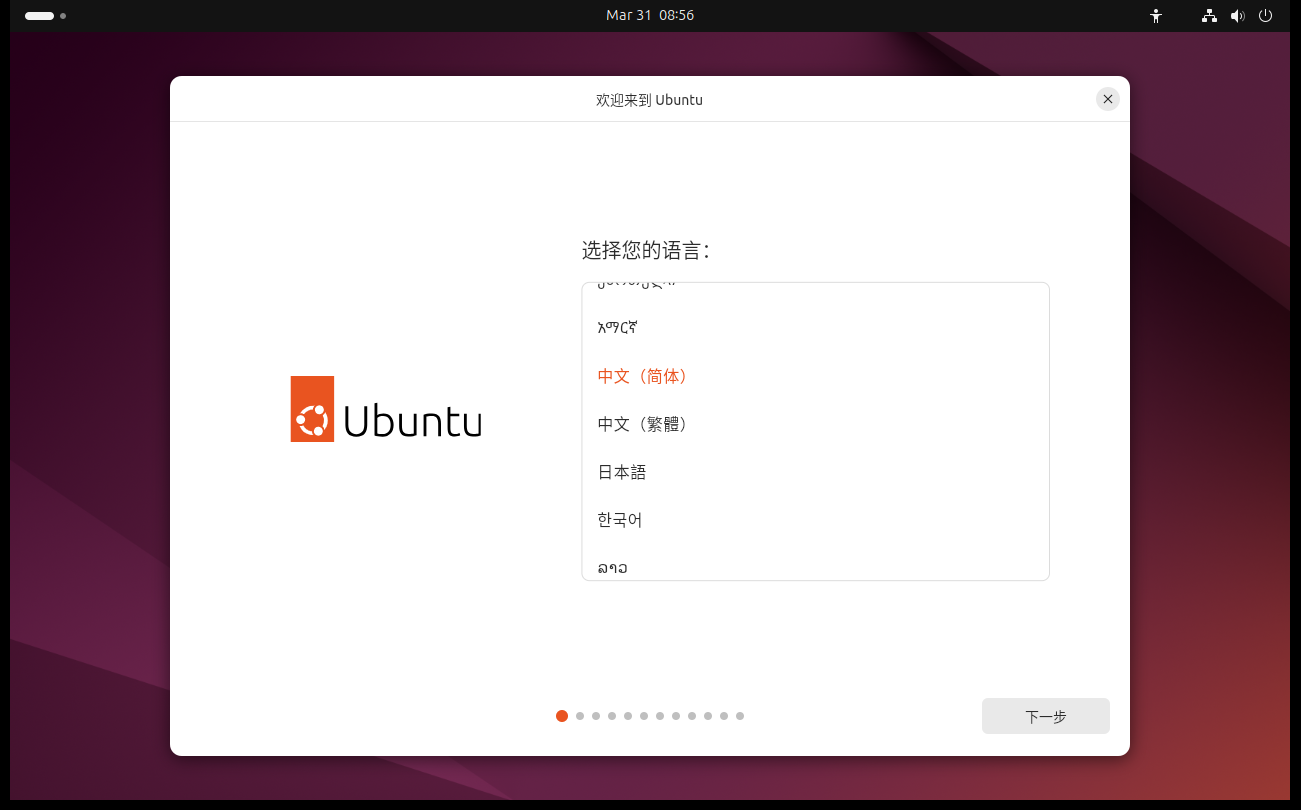 Mar 31 08:56
欢迎来到 Ubuntu
选择您的语言：
አማርኛ
中文（简体）
中文（繁體）
日本語
한국어
ລາວ
Ubuntu
下一步